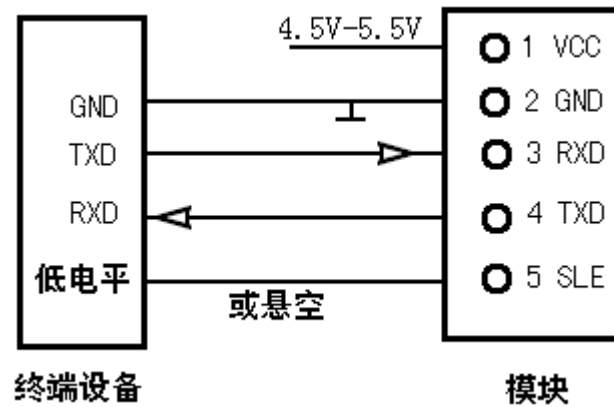 4.5V-5.5V
1 VCC
GND
2 GND
TXD
3 RXD
RXD
4 TXD
低电平
或悬空
5 SLE
终端设备
模块